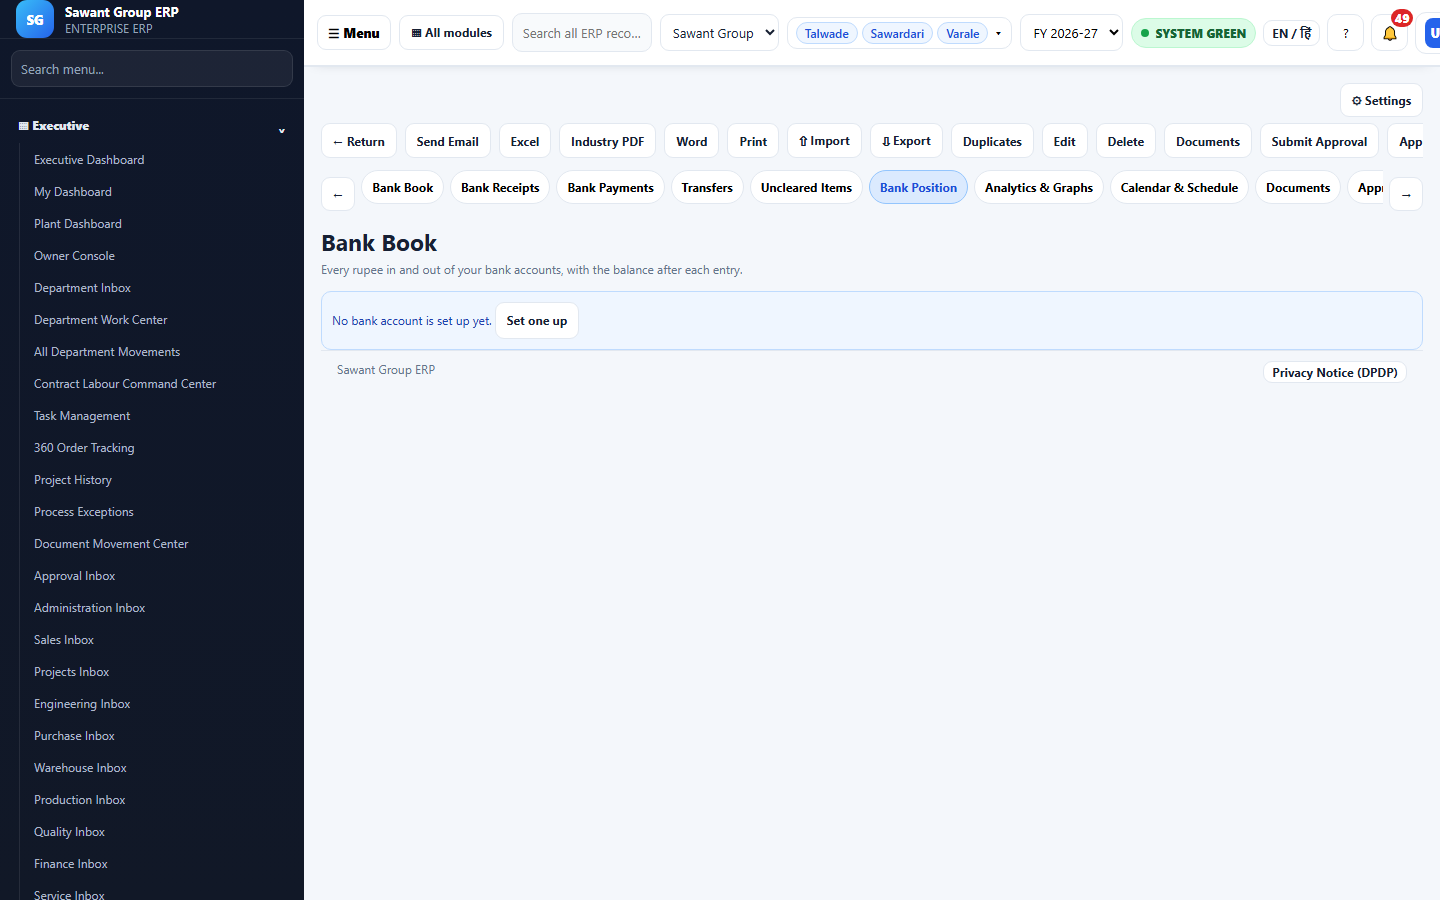 SG
Sawant Group ERP
ENTERPRISE ERP
Search menu...
Executive
Executive Dashboard
My Dashboard
Plant Dashboard
Owner Console
Department Inbox
Department Work Center
All Department Movements
Contract Labour Command Center
Task Management
360 Order Tracking
Project History
Process Exceptions
Document Movement Center
Approval Inbox
Administration Inbox
Sales Inbox
Projects Inbox
Engineering Inbox
Purchase Inbox
Warehouse Inbox
Production Inbox
Quality Inbox
Finance Inbox
Service Inbox
☰ Menu
All modules
Search all ERP reco...
Sawant Group
Talwade Sawardari Varale
FY 2026-27
SYSTEM GREEN
EN / हिं
?
49
U
⚙ Settings
← Return Send Email Excel Industry PDF Word Print ⇧ Import ⇩ Export Duplicates Edit Delete Documents Submit Approval App
← Bank Book Bank Receipts Bank Payments Transfers Uncleared Items Bank Position Analytics & Graphs Calendar & Schedule Documents Appr →
Bank Book
Every rupee in and out of your bank accounts, with the balance after each entry.
No bank account is set up yet. Set one up
Sawant Group ERP
Privacy Notice (DPDP)